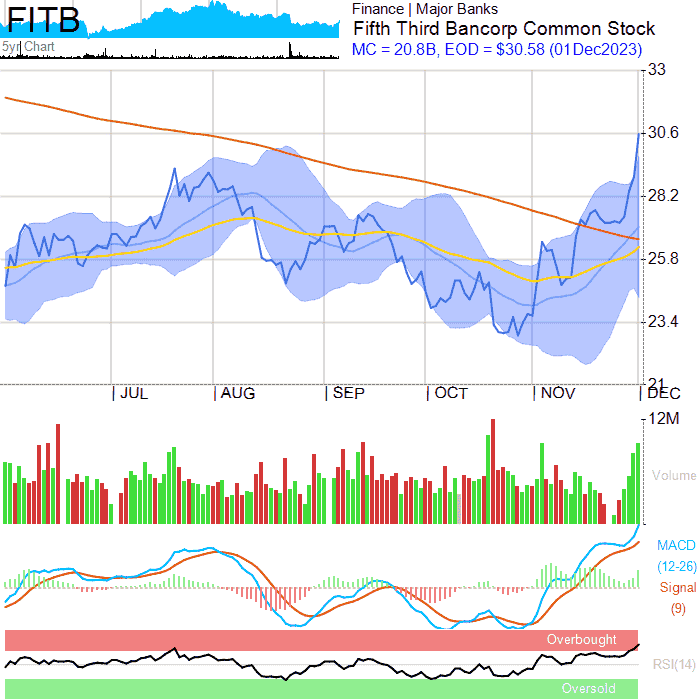 FITB
5yr Chart
Finance | Major Banks
Fifth Third Bancorp Common Stock
MC = 20.8B, EOD = $30.58 (01Dec2023)
33
30.6
28.2
25.8
23.4
21
JUL AUG SEP OCT NOV DEC
12M
Volume
MACD
(12-26)
Signal
(9)
Overbought
RSI(14)
Oversold